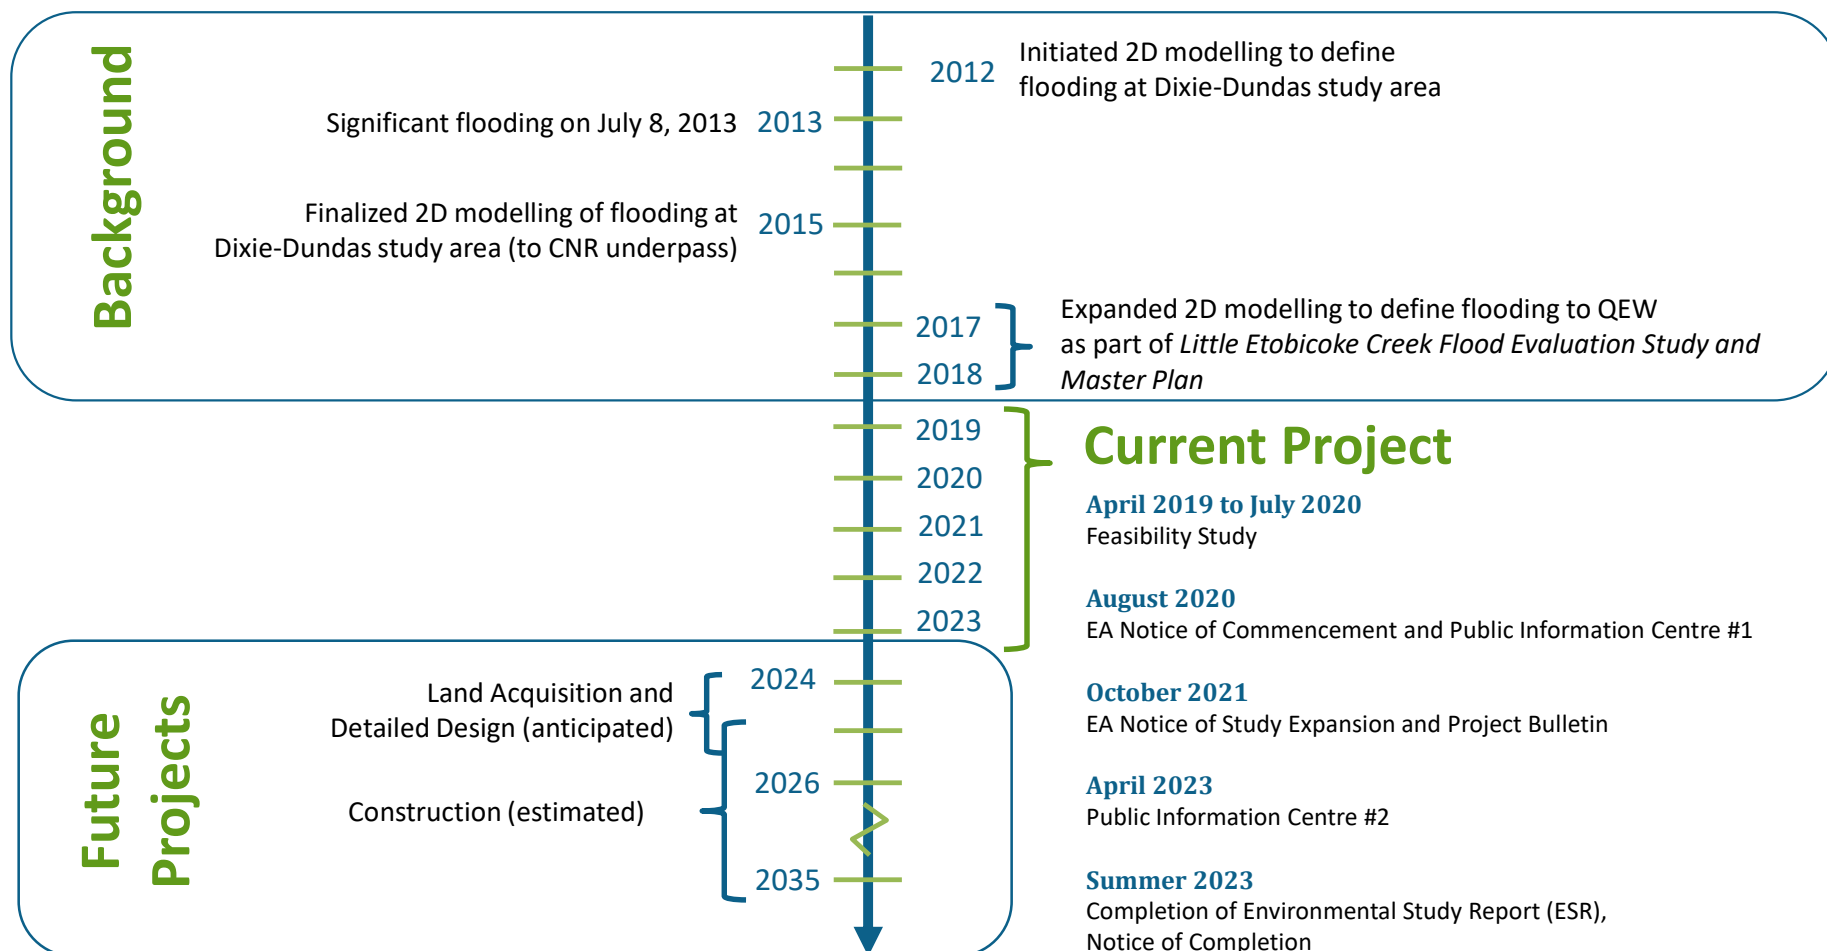 Background
2012
Initiated 2D modelling to define
flooding at Dixie-Dundas study area
Significant flooding on July 8, 2013
2013
Finalized 2D modelling of flooding at
Dixie-Dundas study area (to CNR underpass)
2015
2017
2018
Expanded 2D modelling to define flooding to QEW
as part of Little Etobicoke Creek Flood Evaluation Study and
Master Plan
2019
2020
2021
2022
2023
Current Project
April 2019 to July 2020
Feasibility Study
August 2020
EA Notice of Commencement and Public Information Centre #1
October 2021
EA Notice of Study Expansion and Project Bulletin
April 2023
Public Information Centre #2
Summer 2023
Completion of Environmental Study Report (ESR),
Notice of Completion
Future
Projects
Land Acquisition and
Detailed Design (anticipated)
2024
2026
Construction (estimated)
2035